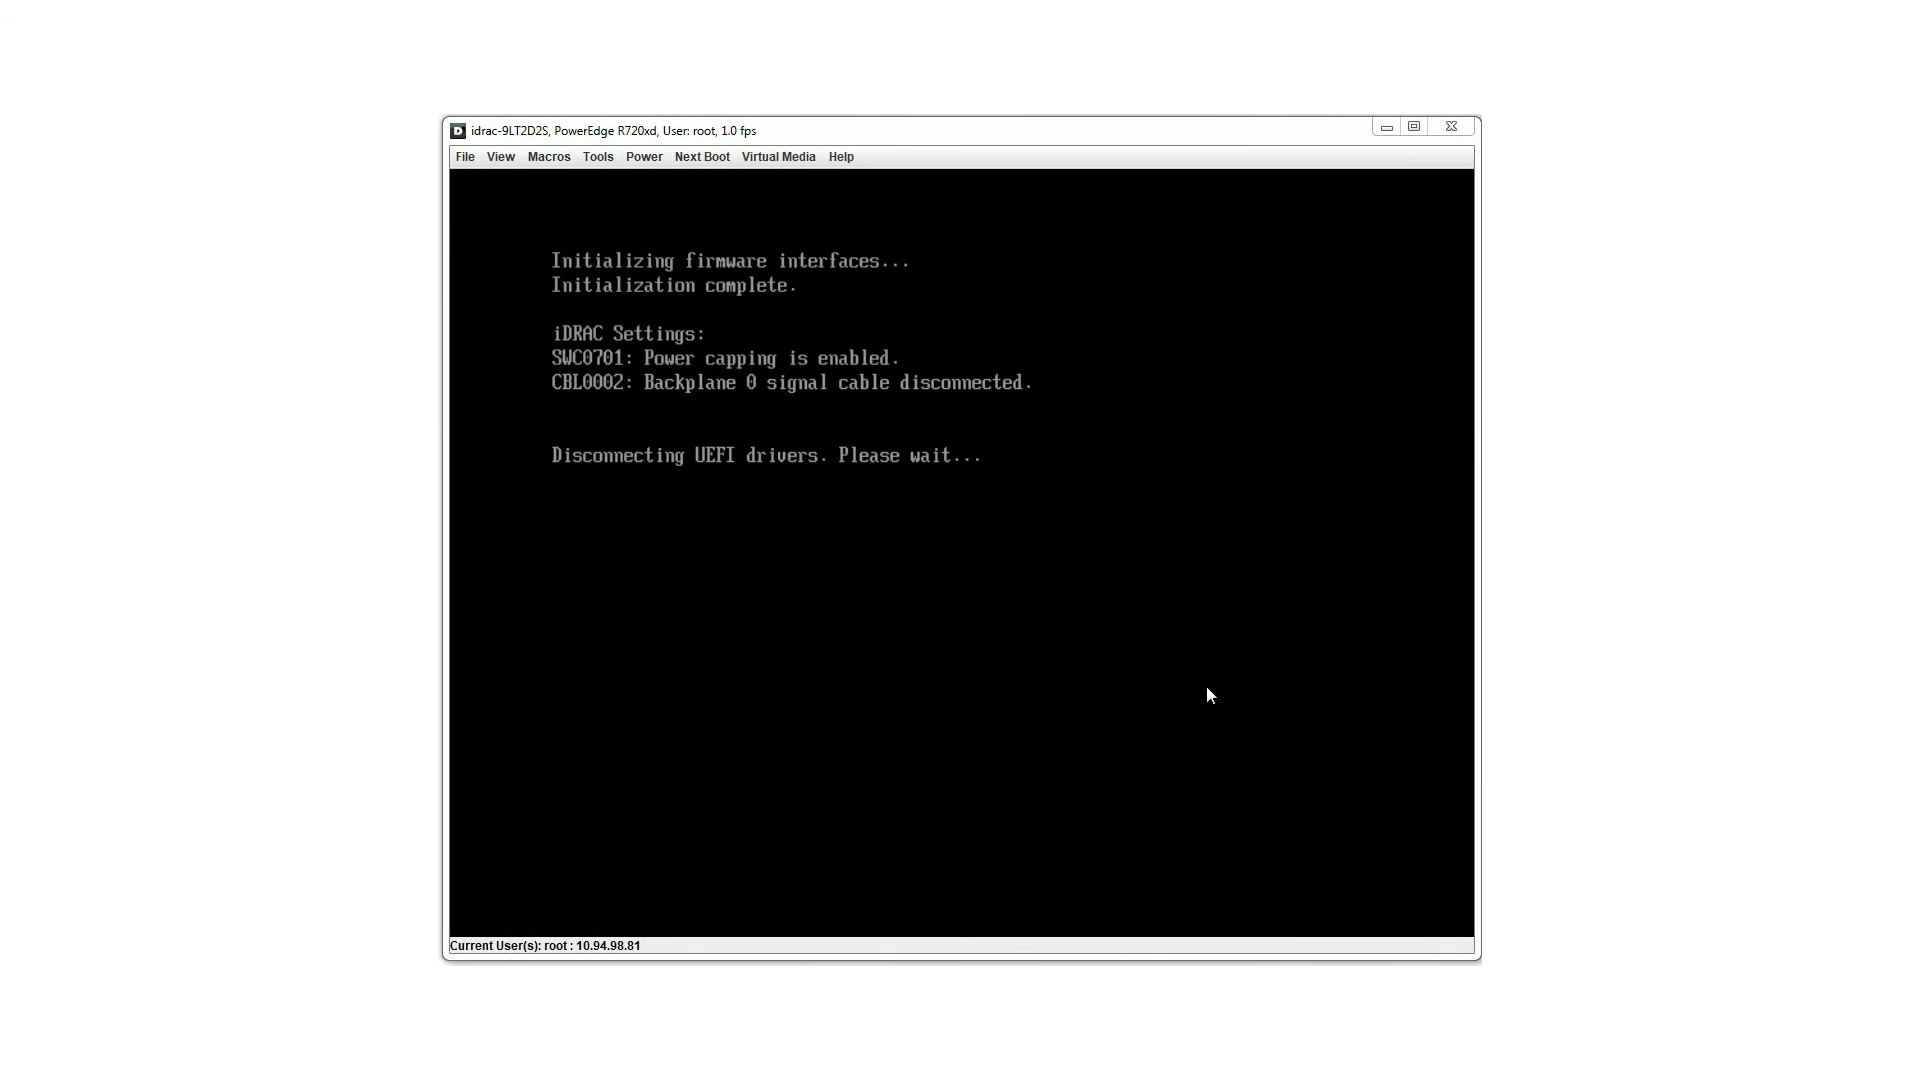 idrac-9LT2D2S, PowerEdge R720xd, User: root, 1.0 fps
File View Macros Tools Power Next Boot Virtual Media Help
Initializing firmware interfaces...
Initialization complete.
iDRAC Settings:
SWC0701: Power capping is enabled.
CBL0002: Backplane 0 signal cable disconnected.
Disconnecting UEFI drivers. Please wait...
Current User(s): root : 10.94.98.81